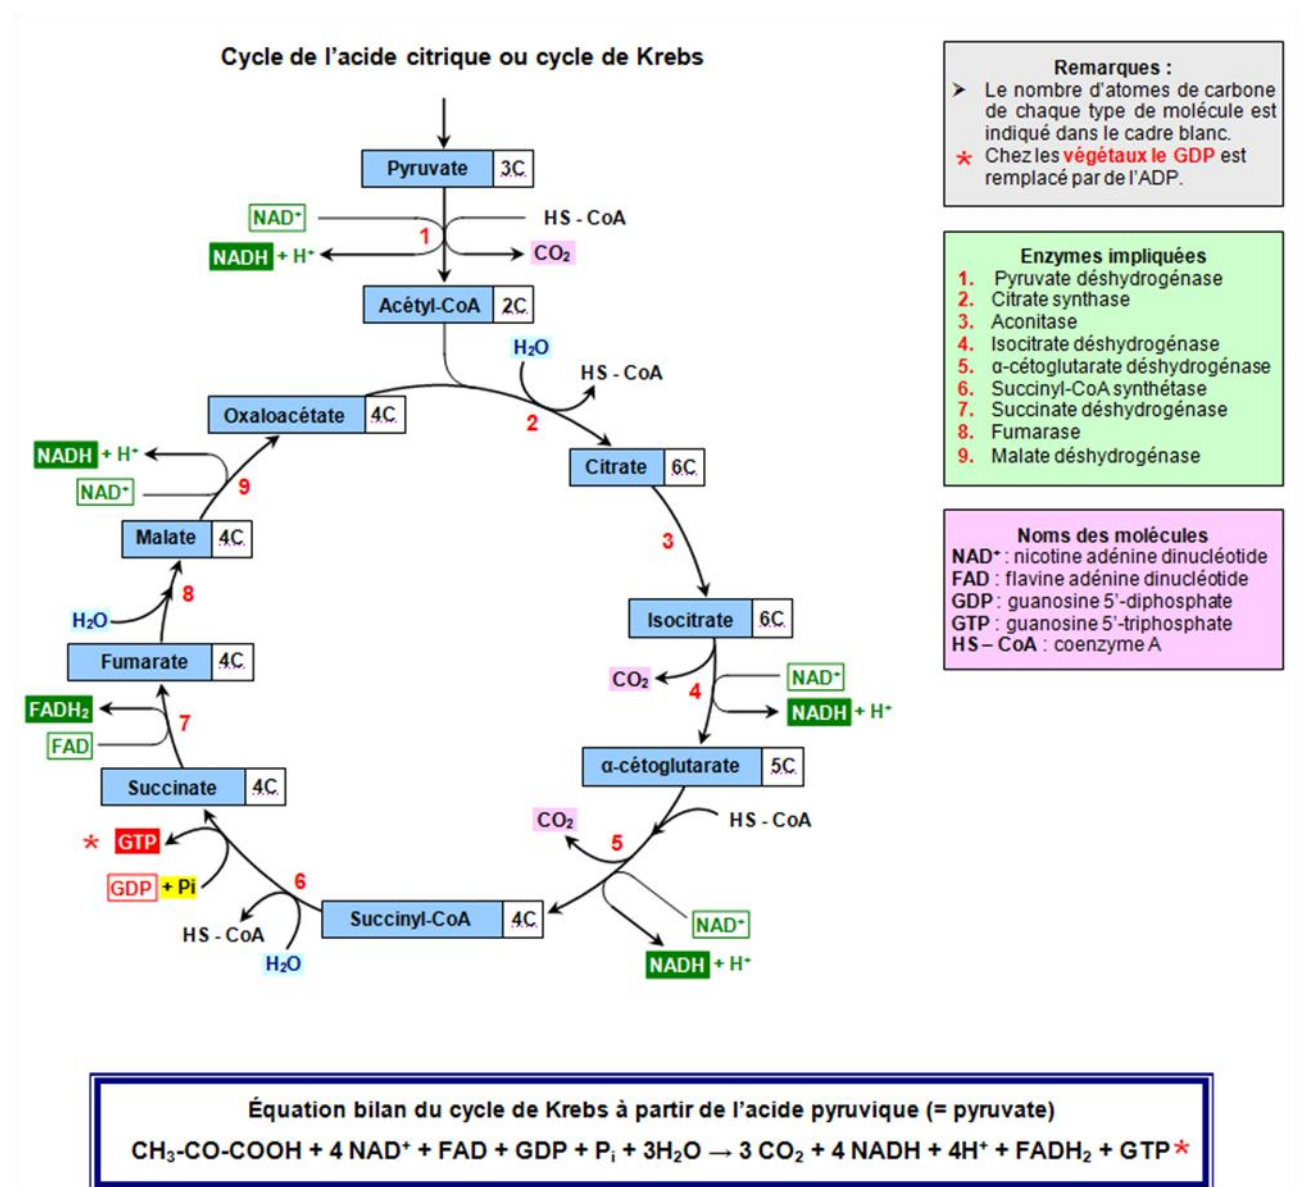 Cycle de l'acide citrique ou cycle de Krebs
Pyruvate 3C
NAD⁺
HS - CoA
1
NADH + H⁺
CO₂
Acétyl-CoA 2C
H₂O
HS - CoA
Oxaloacétate 4C
2
Citrate 6C
NADH + H⁺
NAD⁺
9
Malate 4C
3
8
H₂O
Isocitrate 6C
Fumarate 4C
CO₂
4
NAD⁺
NADH + H⁺
FADH₂
7
FAD
α-cétoglutarate 5C
Succinate 4C
CO₂
HS - CoA
5
* GTP
GDP + Pi
6
Succinyl-CoA 4C
NAD⁺
HS - CoA
H₂O
NADH + H⁺
Remarques :
➤ Le nombre d'atomes de carbone
de chaque type de molécule est
indiqué dans le cadre blanc.
* Chez les végétaux le GDP est
remplacé par de l'ADP.
Enzymes impliquées
1. Pyruvate déshydrogénase
2. Citrate synthase
3. Aconitase
4. Isocitrate déshydrogénase
5. α-cétoglutarate déshydrogénase
6. Succinyl-CoA synthétase
7. Succinate déshydrogénase
8. Fumarase
9. Malate déshydrogénase
Noms des molécules
NAD⁺ : nicotine adénine dinucléotide
FAD : flavine adénine dinucléotide
GDP : guanosine 5'-diphosphate
GTP : guanosine 5'-triphosphate
HS – CoA : coenzyme A
Équation bilan du cycle de Krebs à partir de l'acide pyruvique (= pyruvate)
CH₃-CO-COOH + 4 NAD⁺ + FAD + GDP + Pᵢ + 3H₂O → 3 CO₂ + 4 NADH + 4H⁺ + FADH₂ + GTP*